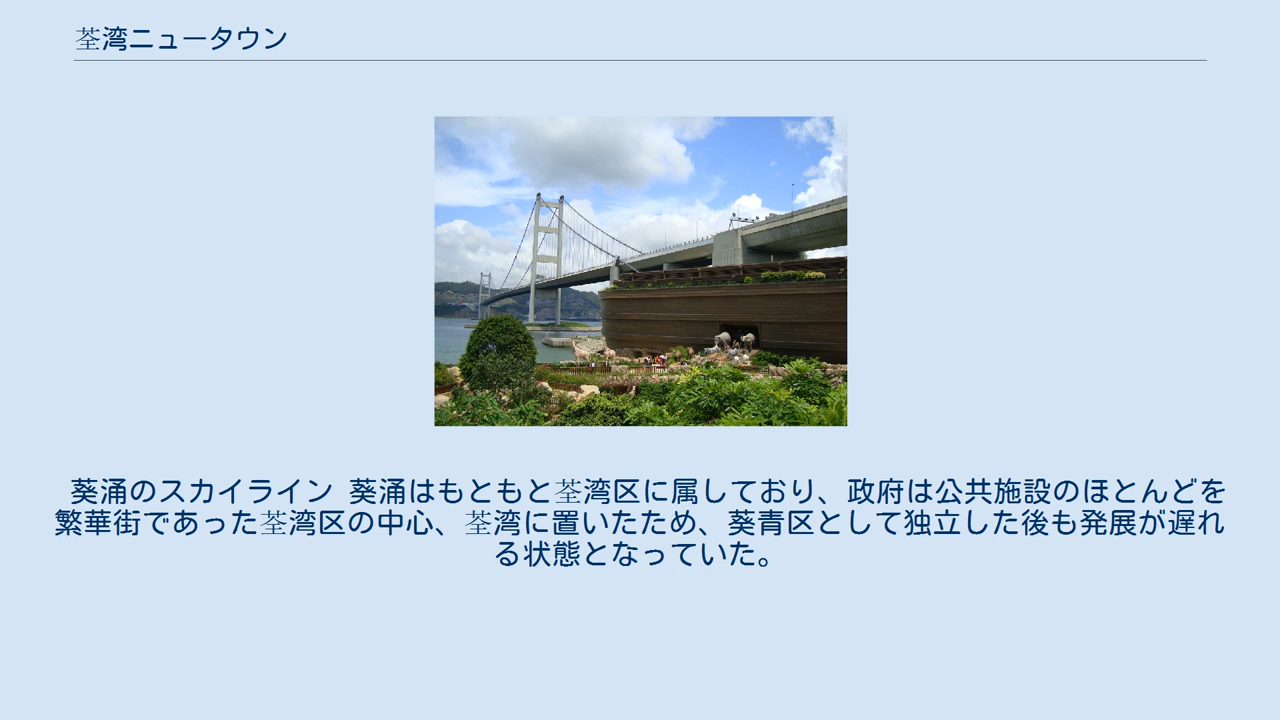 荃湾ニュータウン
葵涌のスカイライン 葵涌はもともと荃湾区に属しており、政府は公共施設のほとんどを
繁華街であった荃湾区の中心、荃湾に置いたため、葵青区として独立した後も発展が遅れ
る状態となっていた。